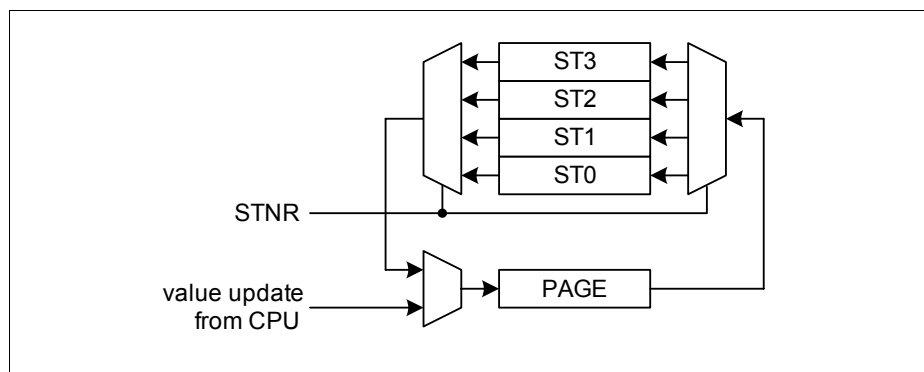 ST3
ST2
ST1
ST0
STNR
value update
from CPU
PAGE